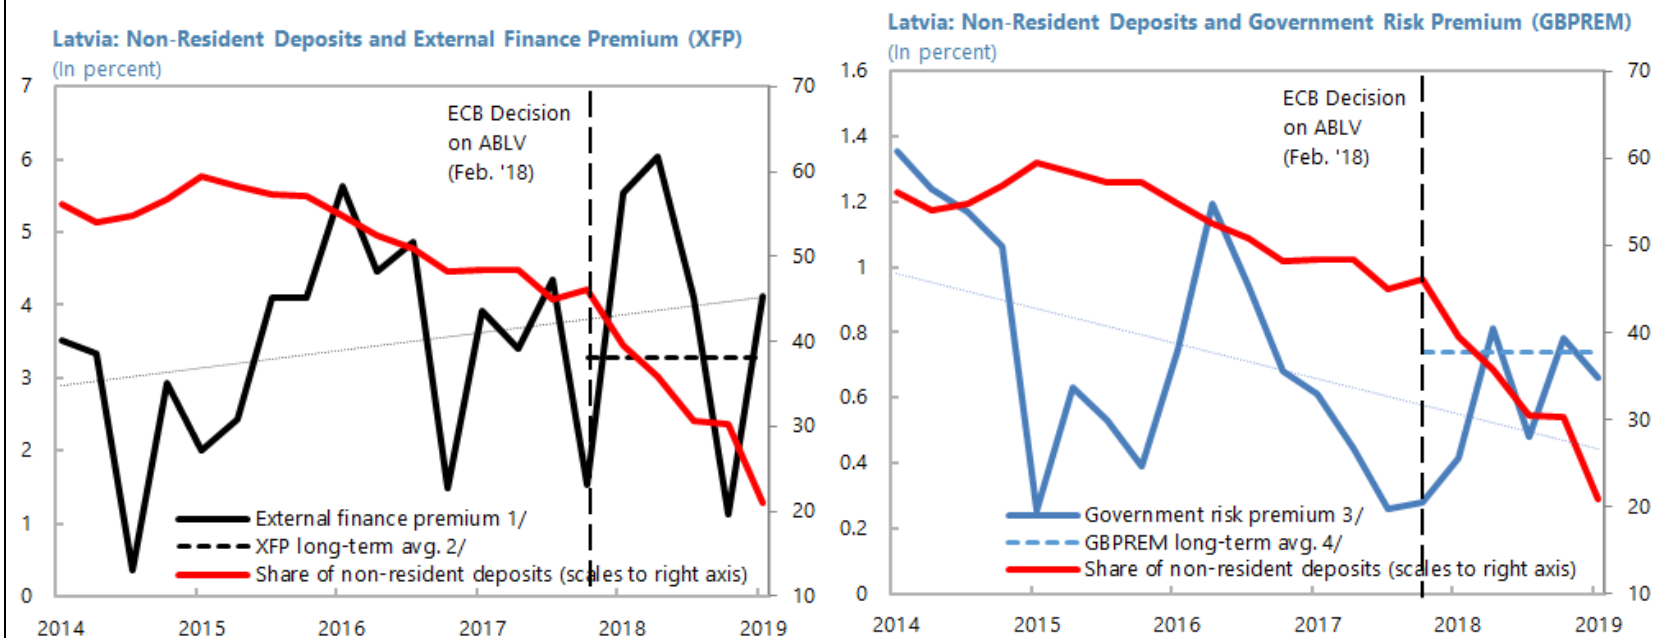 Latvia: Non-Resident Deposits and External Finance Premium (XFP)
(In percent)
7
6
5
4
3
2
1
0
70
60
50
40
30
20
10
ECB Decision
on ABLV
(Feb. '18)
External finance premium 1/
XFP long-term avg. 2/
Share of non-resident deposits (scales to right axis)
2014
2015
2016
2017
2018
2019
Latvia: Non-Resident Deposits and Government Risk Premium (GBPREM)
(In percent)
1.6
1.4
1.2
1
0.8
0.6
0.4
0.2
0
70
60
50
40
30
20
10
ECB Decision
on ABLV
(Feb. '18)
Government risk premium 3/
GBPREM long-term avg. 4/
Share of non-resident deposits (scales to right axis)
2014
2015
2016
2017
2018
2019